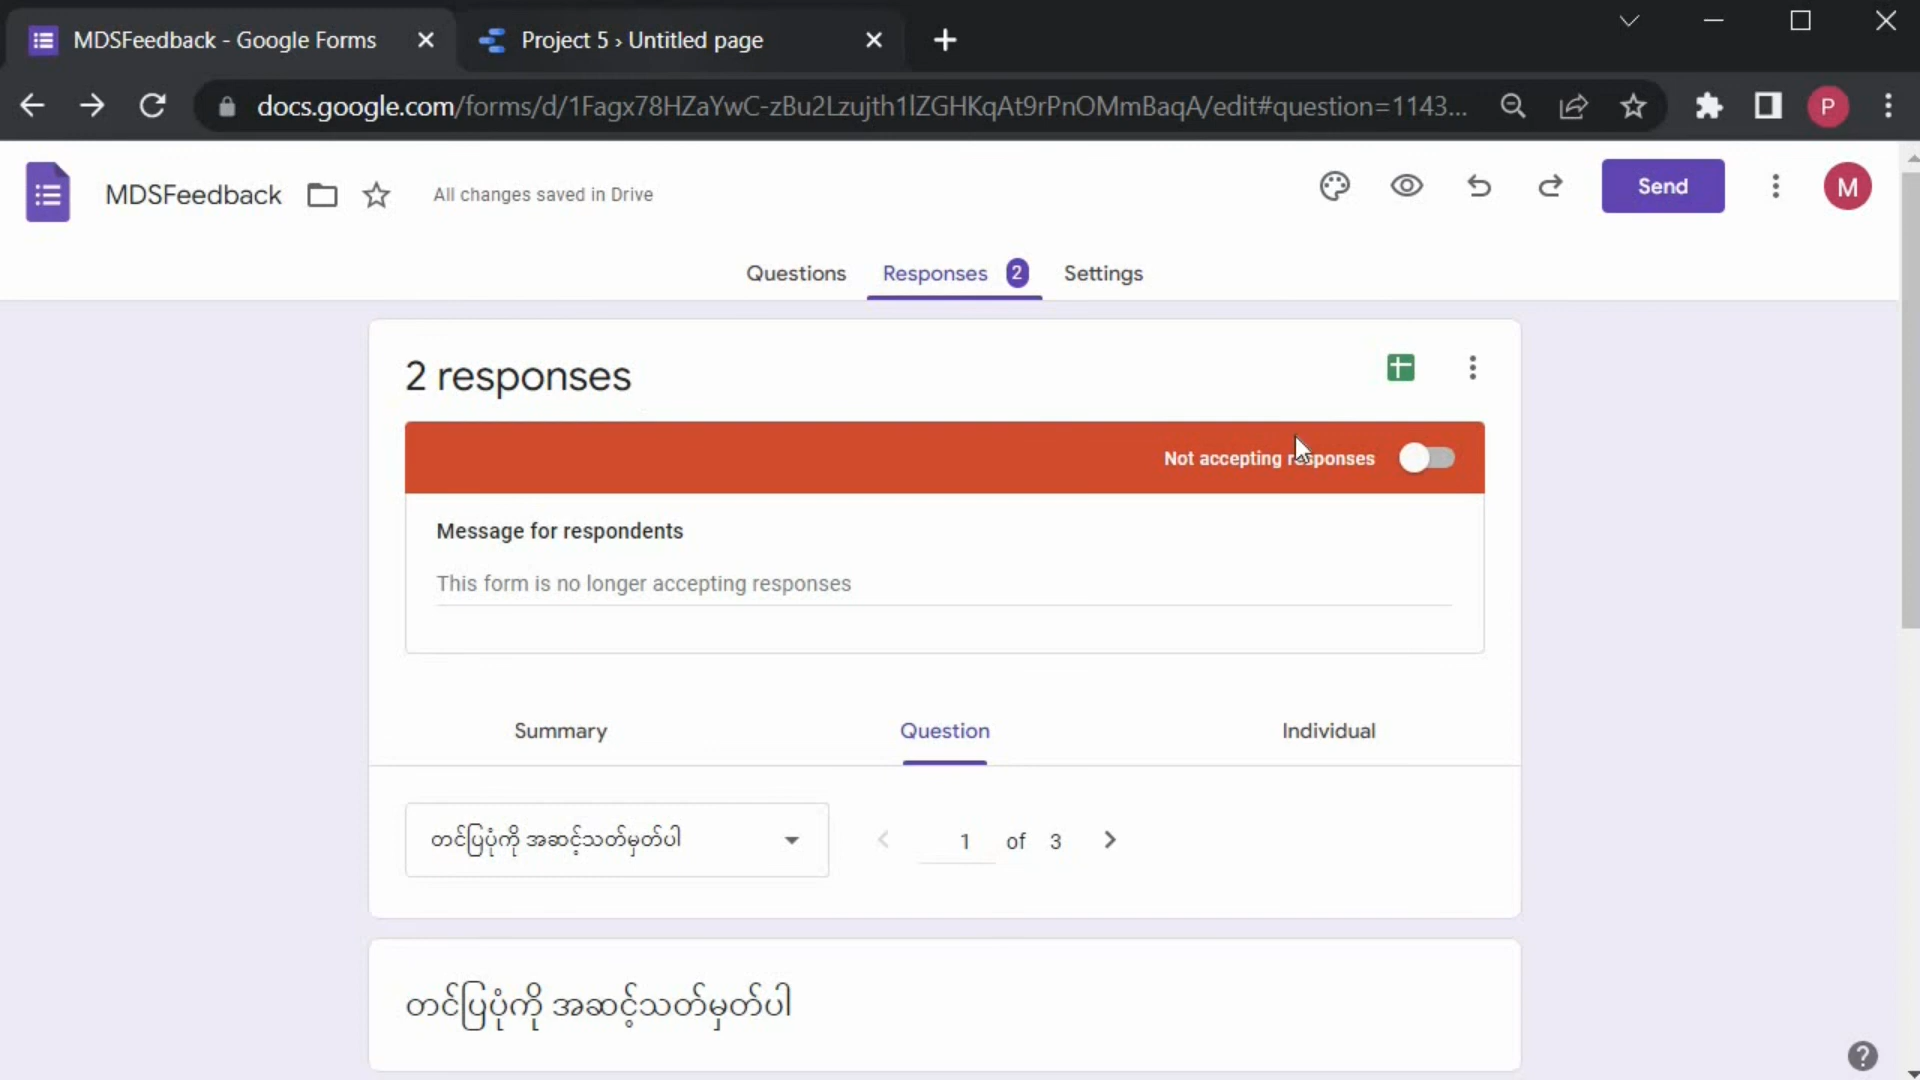 MDSFeedback - Google Forms
Project 5 › Untitled page
docs.google.com/forms/d/1Fagx78HZaYwC-zBu2Lzujth1lZGHKqAt9rPnOMmBaqA/edit#question=1143...
P
MDSFeedback
All changes saved in Drive
Send
M
Questions
Responses 2
Settings
2 responses
Not accepting responses
Message for respondents
This form is no longer accepting responses
Summary
Question
Individual
တင်ပြပုံကို အဆင့်သတ်မှတ်ပါ
1 of 3
တင်ပြပုံကို အဆင့်သတ်မှတ်ပါ